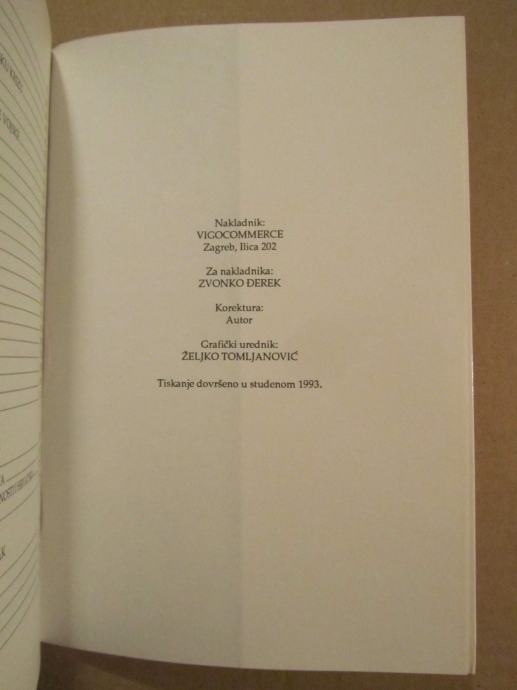 Nakladnik:
VIGOCOMMERCE
Zagreb, Ilica 202
Za nakladnika:
ZVONKO ĐEREK
Korektura:
Autor
Grafički urednik:
ŽELJKO TOMLJANOVIĆ
Tiskanje dovršeno u studenom 1993.